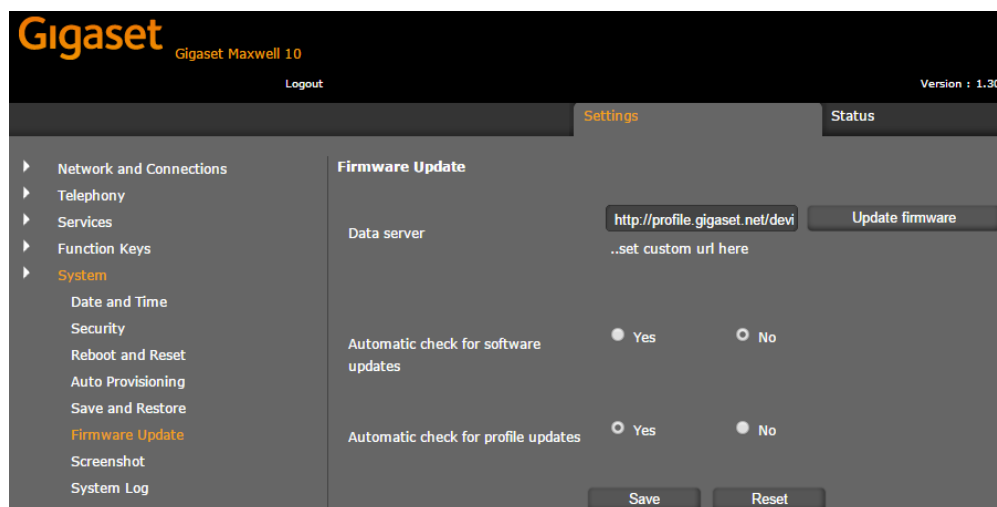 Gigaset
Gigaset Maxwell 10
Logout
Version : 1.30
Settings
Status
Network and Connections
Telephony
Services
Function Keys
System
Date and Time
Security
Reboot and Reset
Auto Provisioning
Save and Restore
Firmware Update
Screenshot
System Log
Firmware Update
Data server
http://profile.gigaset.net/devi
Update firmware
..set custom url here
Automatic check for software
updates
Yes
No
Automatic check for profile updates
Yes
No
Save
Reset